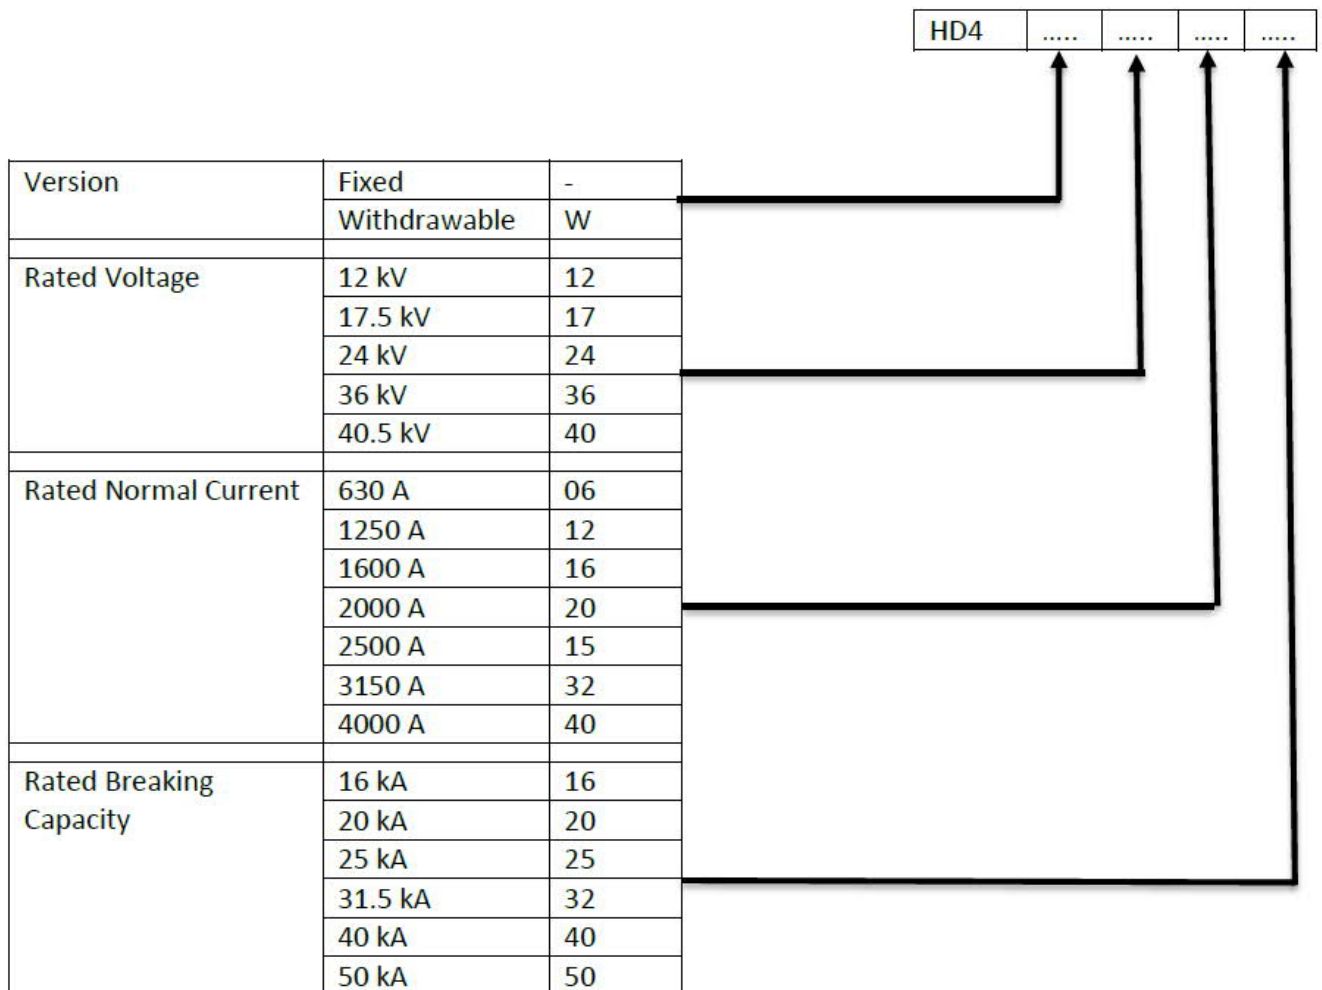 HD4 ..... ..... ..... .....
Version Fixed -
Withdrawable W
Rated Voltage 12 kV 12
17.5 kV 17
24 kV 24
36 kV 36
40.5 kV 40
Rated Normal Current 630 A 06
1250 A 12
1600 A 16
2000 A 20
2500 A 15
3150 A 32
4000 A 40
Rated Breaking 16 kA 16
Capacity 20 kA 20
25 kA 25
31.5 kA 32
40 kA 40
50 kA 50